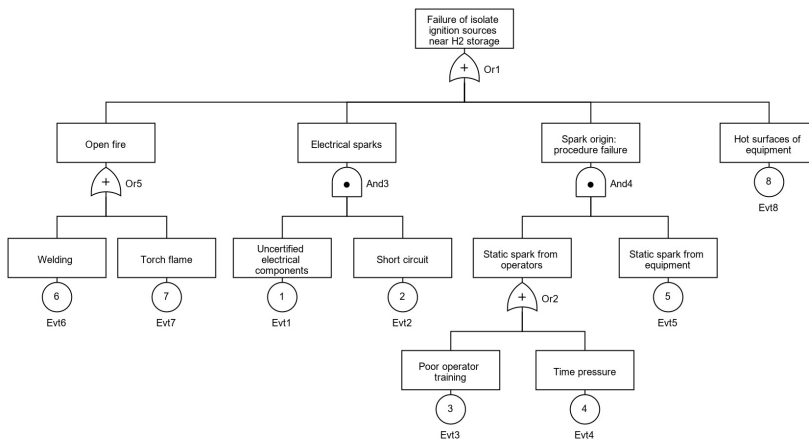 Failure of isolate
ignition sources
near H2 storage
+
Or1
Open fire
Electrical sparks
Spark origin:
procedure failure
Hot surfaces of
equipment
+
Or5
And3
And4
8
Evt8
Welding
Torch flame
Uncertified
electrical
components
Short circuit
Static spark from
operators
Static spark from
equipment
6
7
1
2
+
Or2
5
Evt6
Evt7
Evt1
Evt2
Evt5
Poor operator
training
Time pressure
3
4
Evt3
Evt4